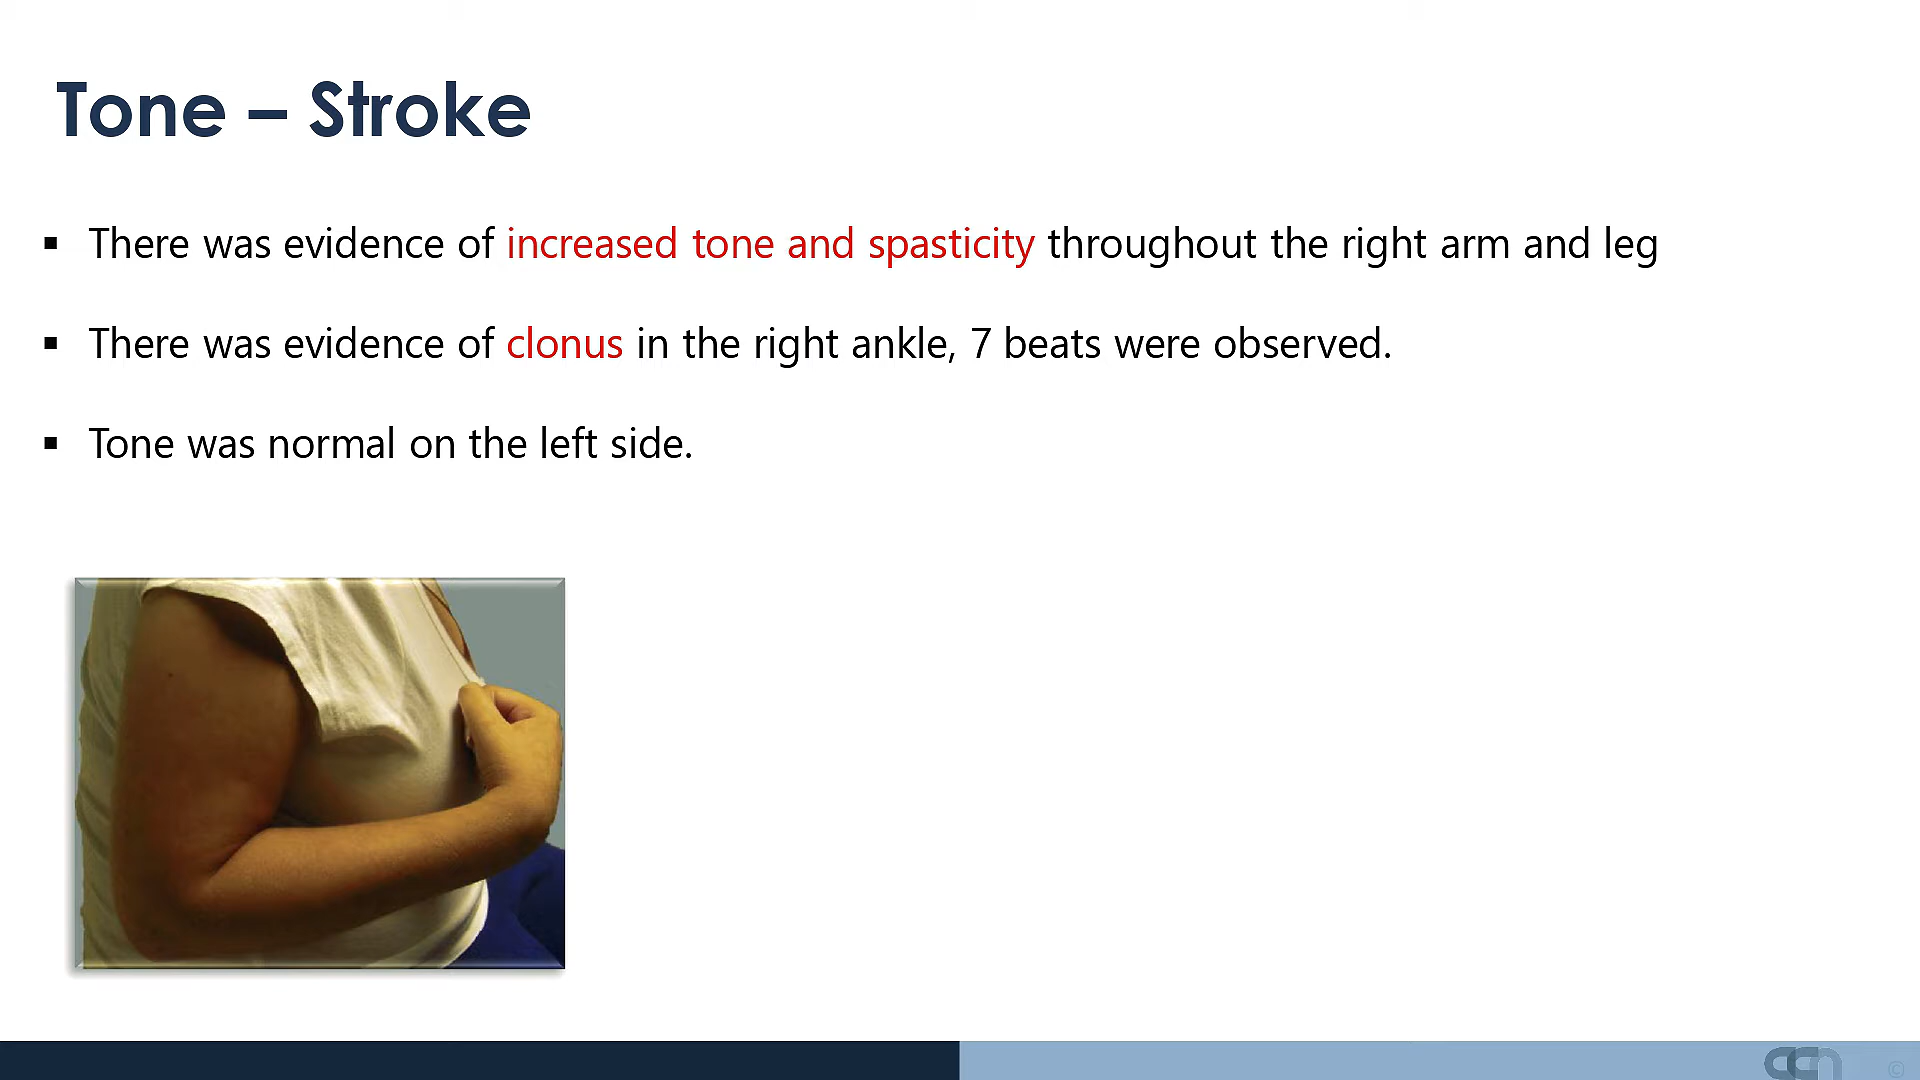 Tone – Stroke
▪ There was evidence of increased tone and spasticity throughout the right arm and leg
▪ There was evidence of clonus in the right ankle, 7 beats were observed.
▪ Tone was normal on the left side.
ccn
©